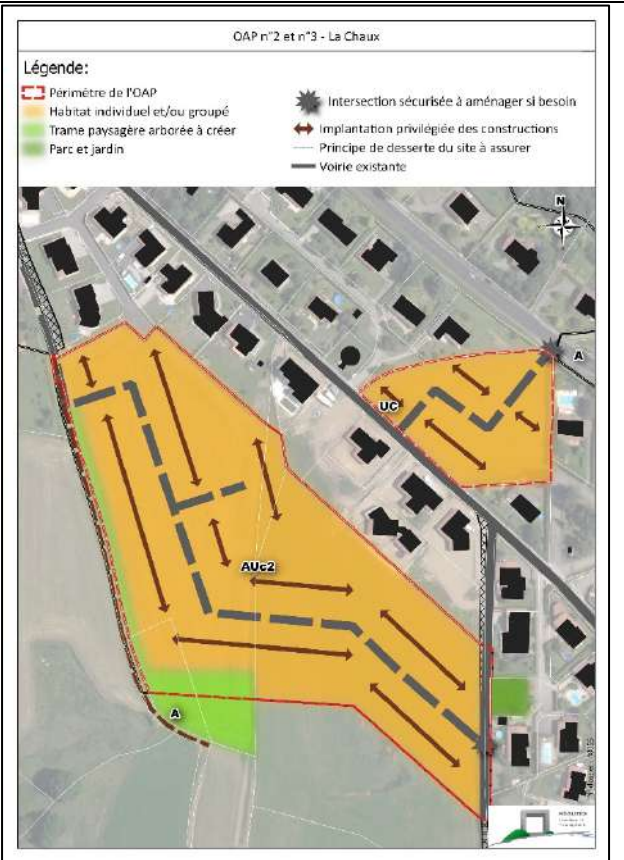 OAP n°2 et n°3 - La Chaux
Légende:
Périmètre de l'OAP
Habitat individuel et/ou groupé
Trame paysagère arborée à créer
Parc et jardin
Intersection sécurisée à aménager si besoin
Implantation privilégiée des constructions
Principe de desserte du site à assurer
Voirie existante
N
A
UC
AUc2
A